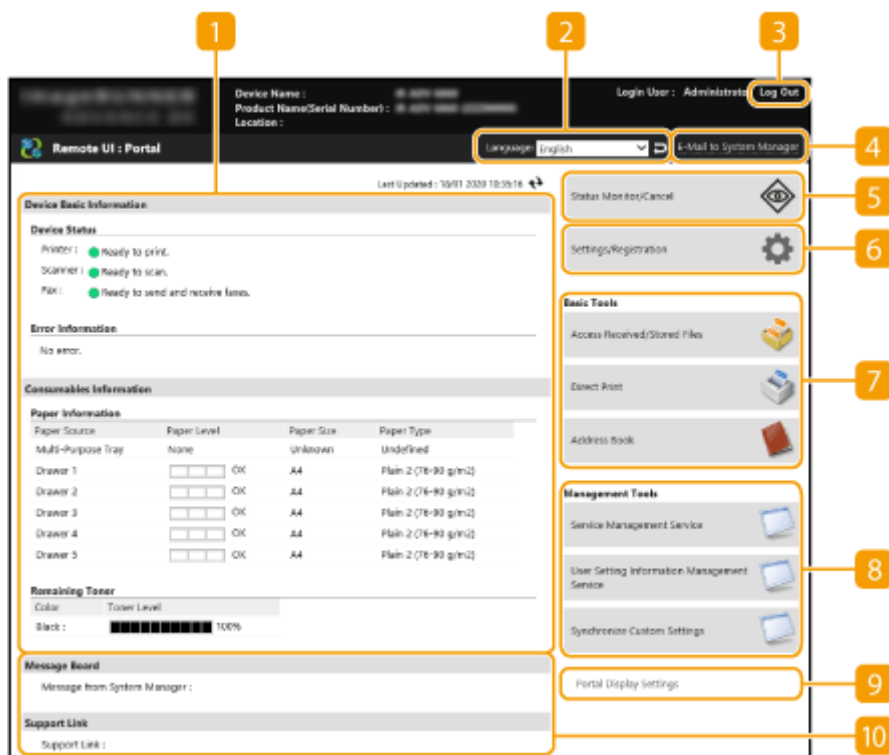 1
2
3
Device Name :
Product Name(Serial Number) :
Location :
Login User : Administrator Log Out
Remote UI : Portal
Language: English
E-Mail to System Manager
4
Last Updated : 18/01 2020 10:35:16
Device Basic Information
Device Status
Printer : Ready to print.
Scanner : Ready to scan.
Fax : Ready to send and receive faxes.
Error Information
No error.
Consumables Information
Paper Information
Paper Source Paper Level Paper Size Paper Type
Multi-Purpose Tray None Unknown Undefined
Drawer 1 OK A4 Plain 2 (76-90 g/m2)
Drawer 2 OK A4 Plain 2 (76-90 g/m2)
Drawer 3 OK A4 Plain 2 (76-90 g/m2)
Drawer 4 OK A4 Plain 2 (76-90 g/m2)
Drawer 5 OK A4 Plain 2 (76-90 g/m2)
Remaining Toner
Color Toner Level
Black : 100%
Message Board
Message from System Manager :
Support Link
Support Link :
Status Monitor/Cancel
5
Settings/Registration
6
Basic Tools
Access Received/Stored Files
Direct Print
7
Address Book
Management Tools
Service Management Service
User Setting Information Management
Service
8
Synchronize Custom Settings
Portal Display Settings
9
10